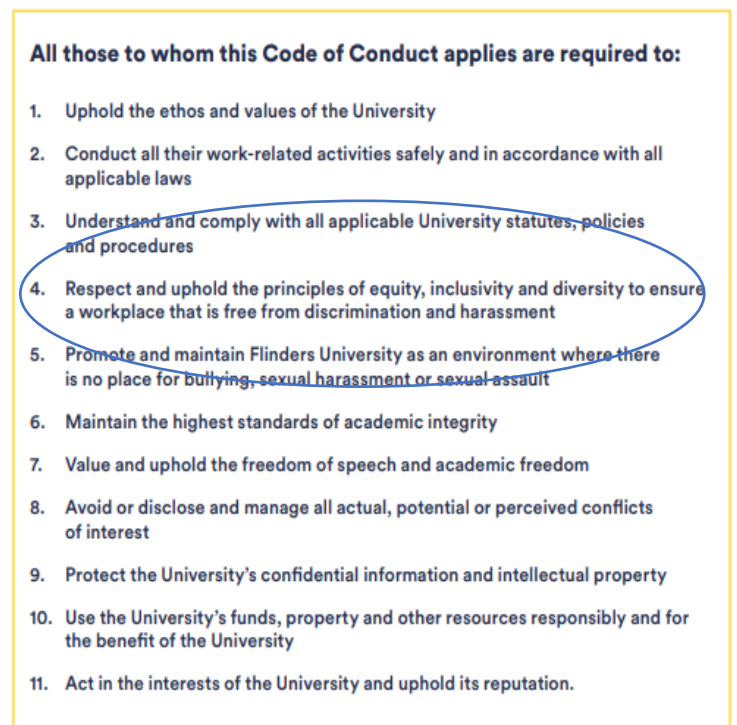 All those to whom this Code of Conduct applies are required to:
1. Uphold the ethos and values of the University
2. Conduct all their work-related activities safely and in accordance with all
applicable laws
3. Understand and comply with all applicable University statutes, policies
and procedures
4. Respect and uphold the principles of equity, inclusivity and diversity to ensure
a workplace that is free from discrimination and harassment
5. Promote and maintain Flinders University as an environment where there
is no place for bullying, sexual harassment or sexual assault
6. Maintain the highest standards of academic integrity
7. Value and uphold the freedom of speech and academic freedom
8. Avoid or disclose and manage all actual, potential or perceived conflicts
of interest
9. Protect the University's confidential information and intellectual property
10. Use the University's funds, property and other resources responsibly and for
the benefit of the University
11. Act in the interests of the University and uphold its reputation.